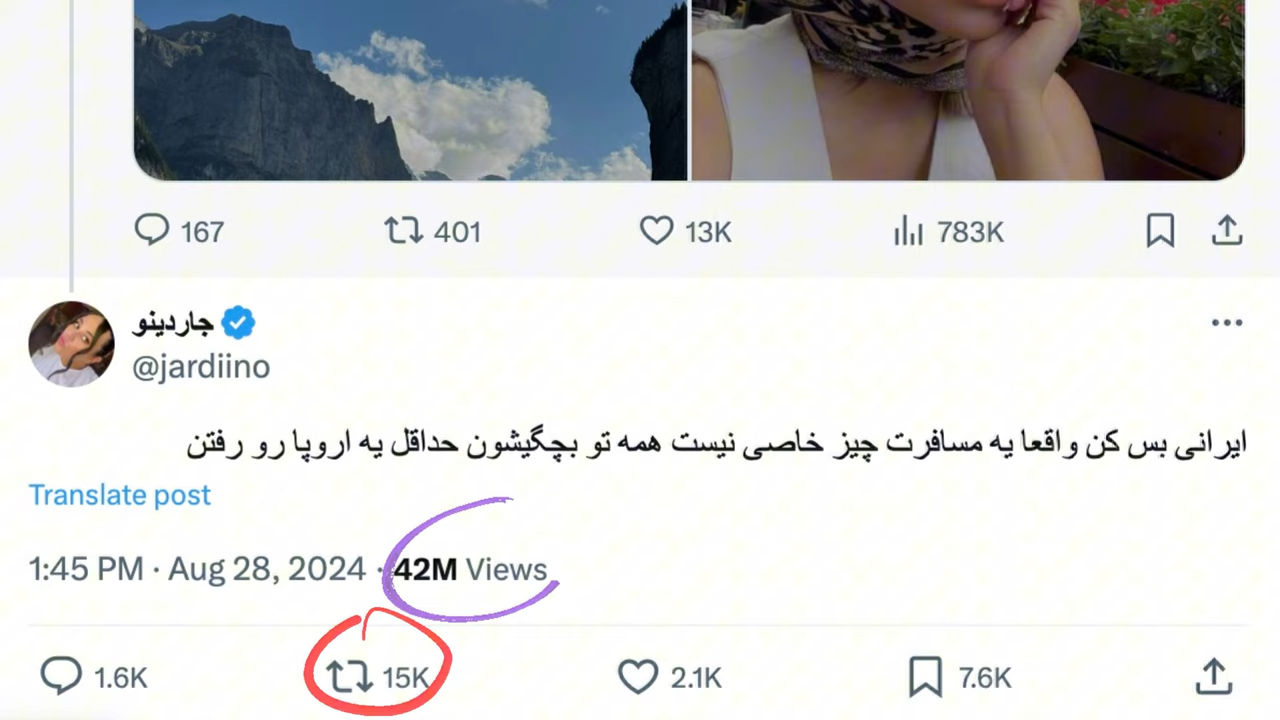 167 401 13K 783K
جاردینو
@jardiino
ایرانی بس کن واقعا یه مسافرت چیز خاصی نیست همه تو بچگیشون حداقل یه اروپا رو رفتن
Translate post
1:45 PM · Aug 28, 2024 · 42M Views
1.6K 15K 2.1K 7.6K